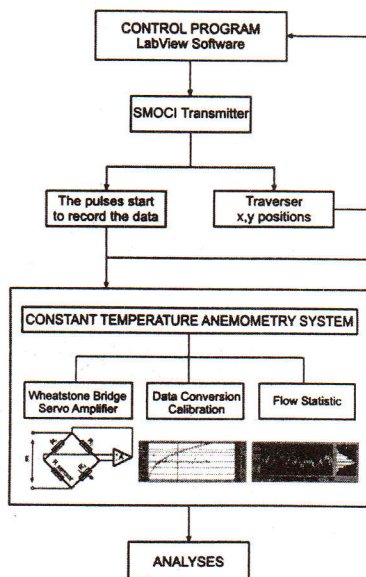 CONTROL PROGRAM
LabView Software
SMOCI Transmitter
The pulses start
to record the data
Traverser
x,y positions
CONSTANT TEMPERATURE ANEMOMETRY SYSTEM
Wheatstone Bridge
Servo Amplifier
Data Conversion
Calibration
Flow Statistic
E
A
ANALYSES